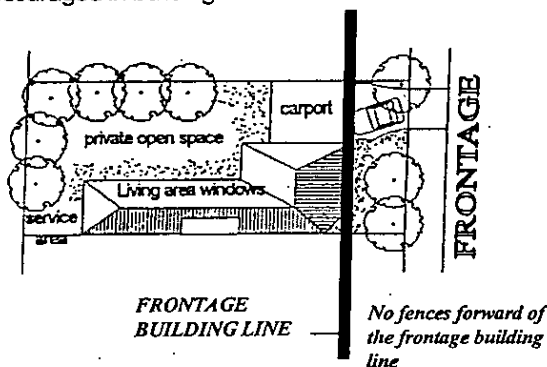 carport
private open space
Living area windows
service
area
FRONTAGE
FRONTAGE
BUILDING LINE
No fences forward of
the frontage building
line